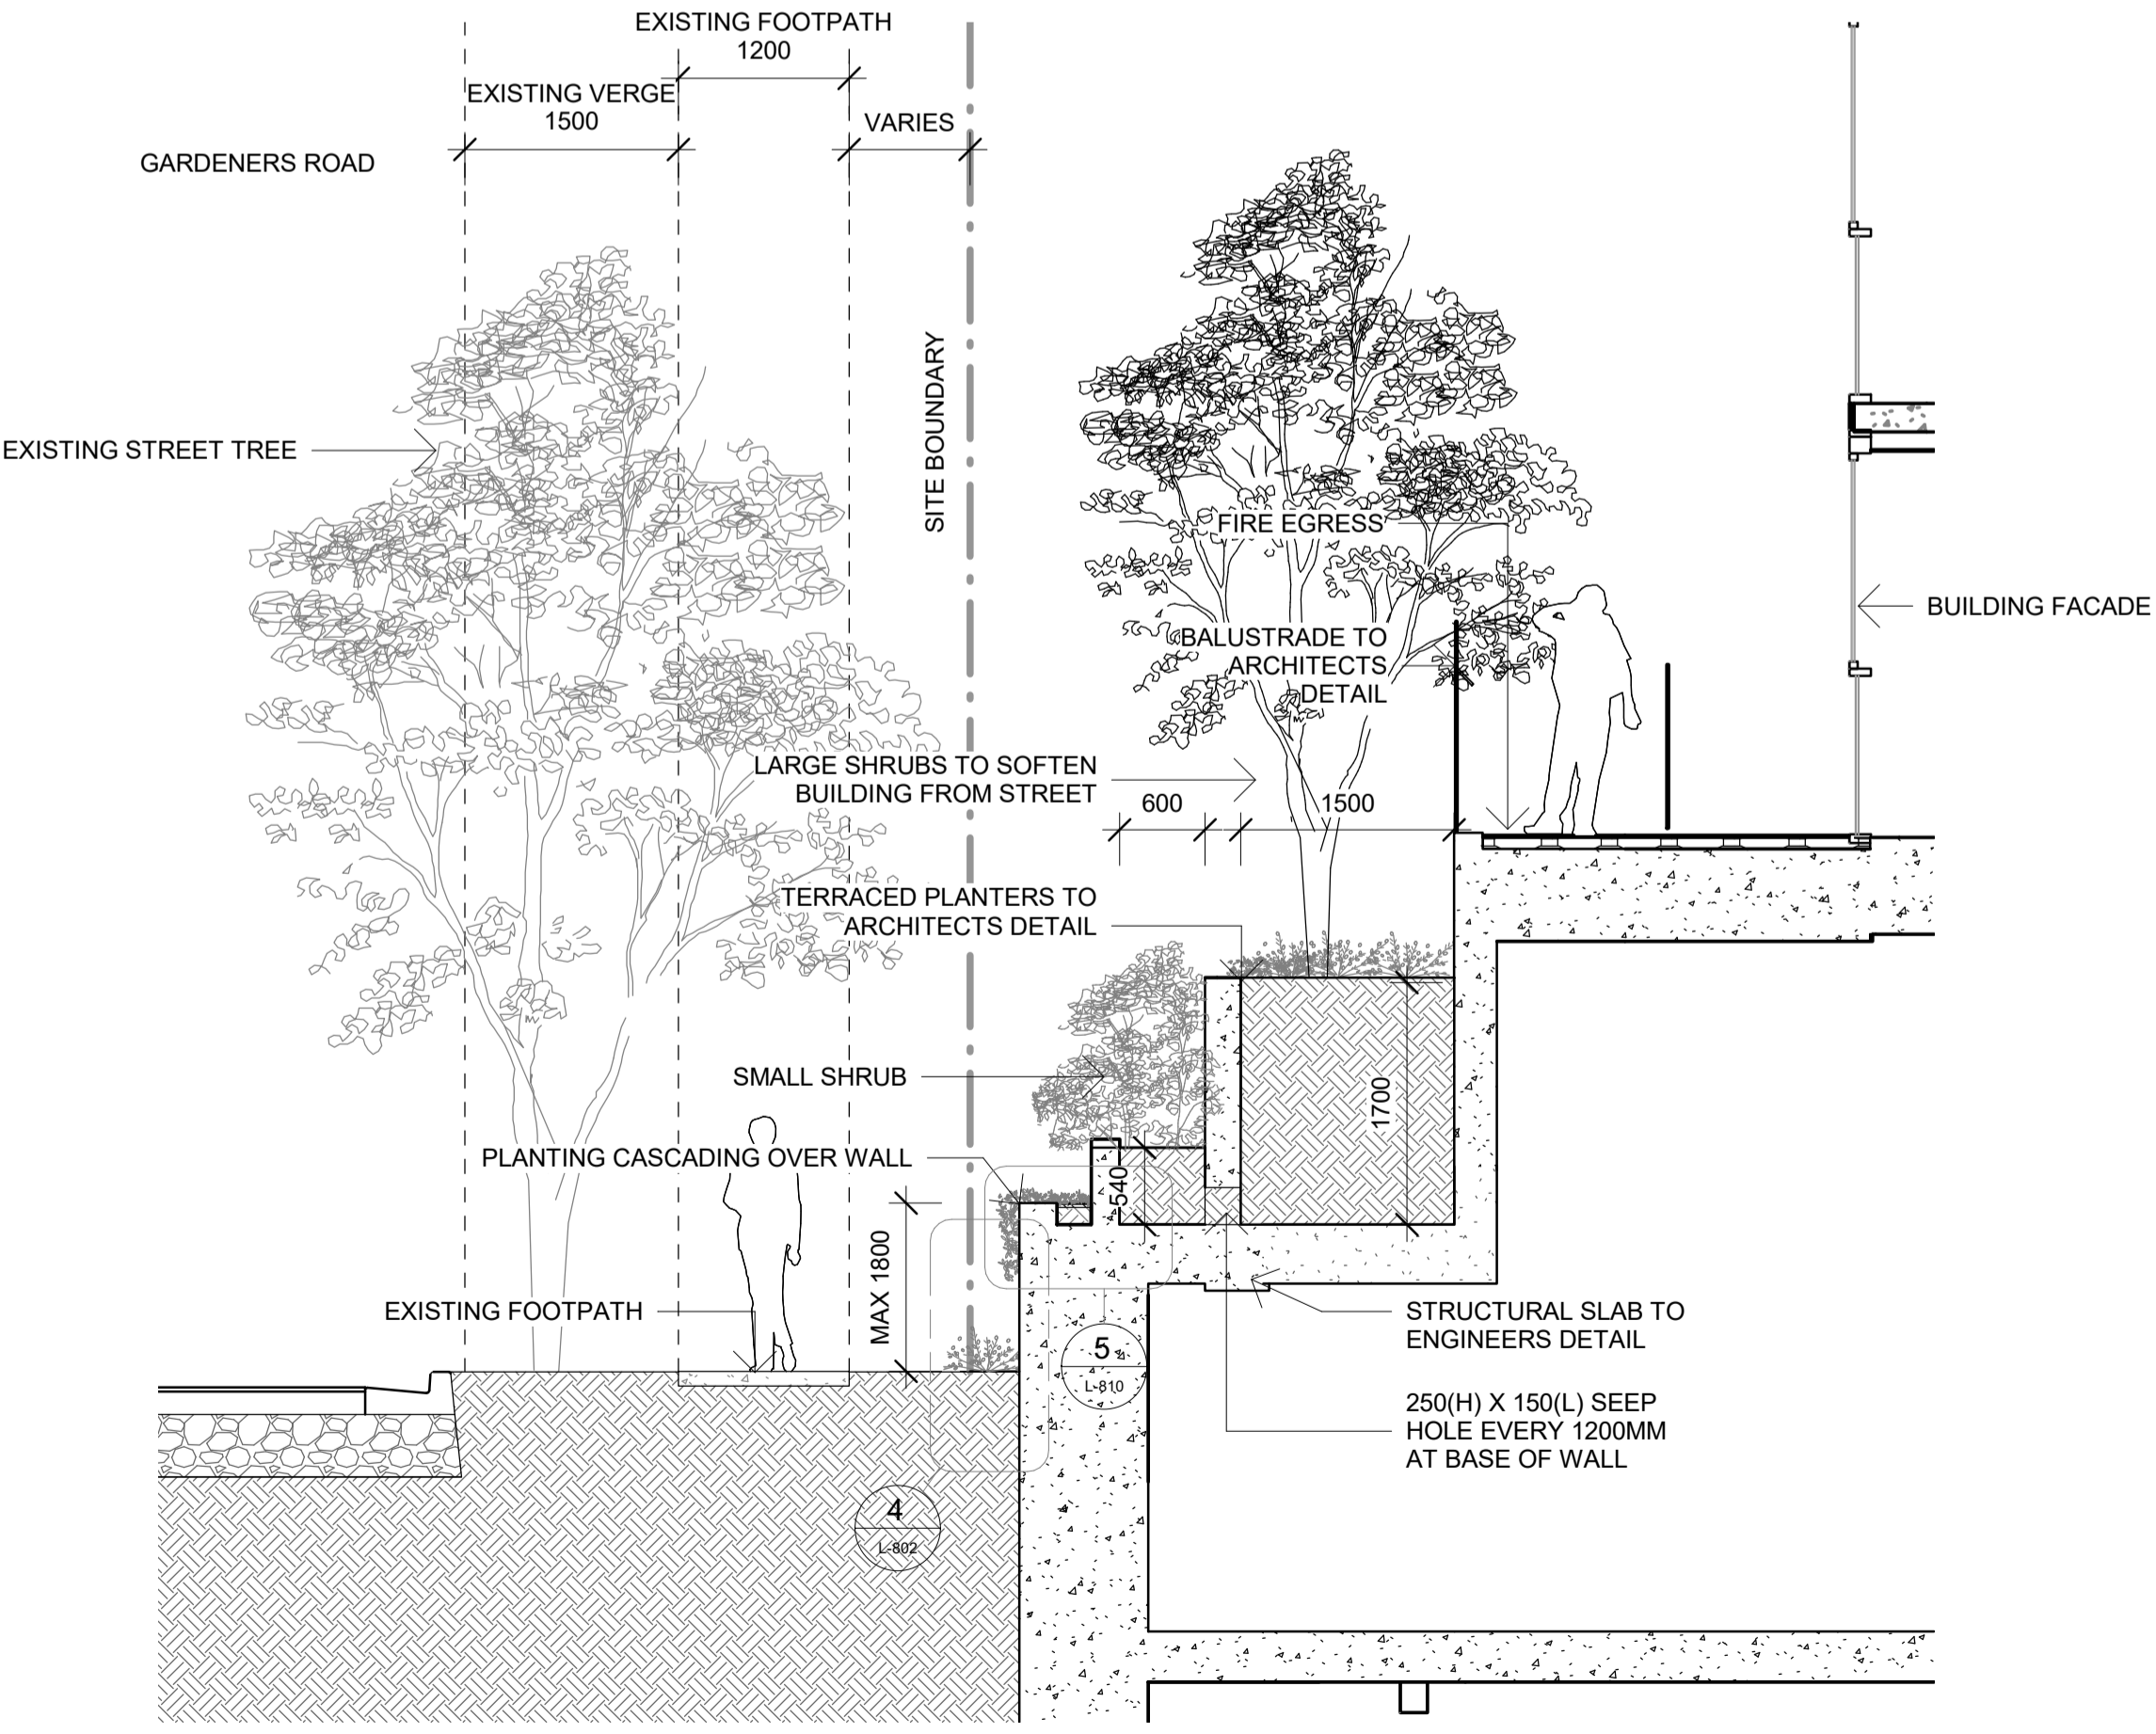 EXISTING FOOTPATH
1200
EXISTING VERGE
1500
VARIES
GARDENERS ROAD
SITE BOUNDARY
EXISTING STREET TREE
FIRE EGRESS
BUILDING FACADE
BALUSTRADE TO
ARCHITECTS
DETAIL
LARGE SHRUBS TO SOFTEN
BUILDING FROM STREET
600
1500
TERRACED PLANTERS TO
ARCHITECTS DETAIL
SMALL SHRUB
1700
PLANTING CASCADING OVER WALL
540
MAX 1800
EXISTING FOOTPATH
STRUCTURAL SLAB TO
ENGINEERS DETAIL
5
L-810
250(H) X 150(L) SEEP
HOLE EVERY 1200MM
AT BASE OF WALL
4
L-802